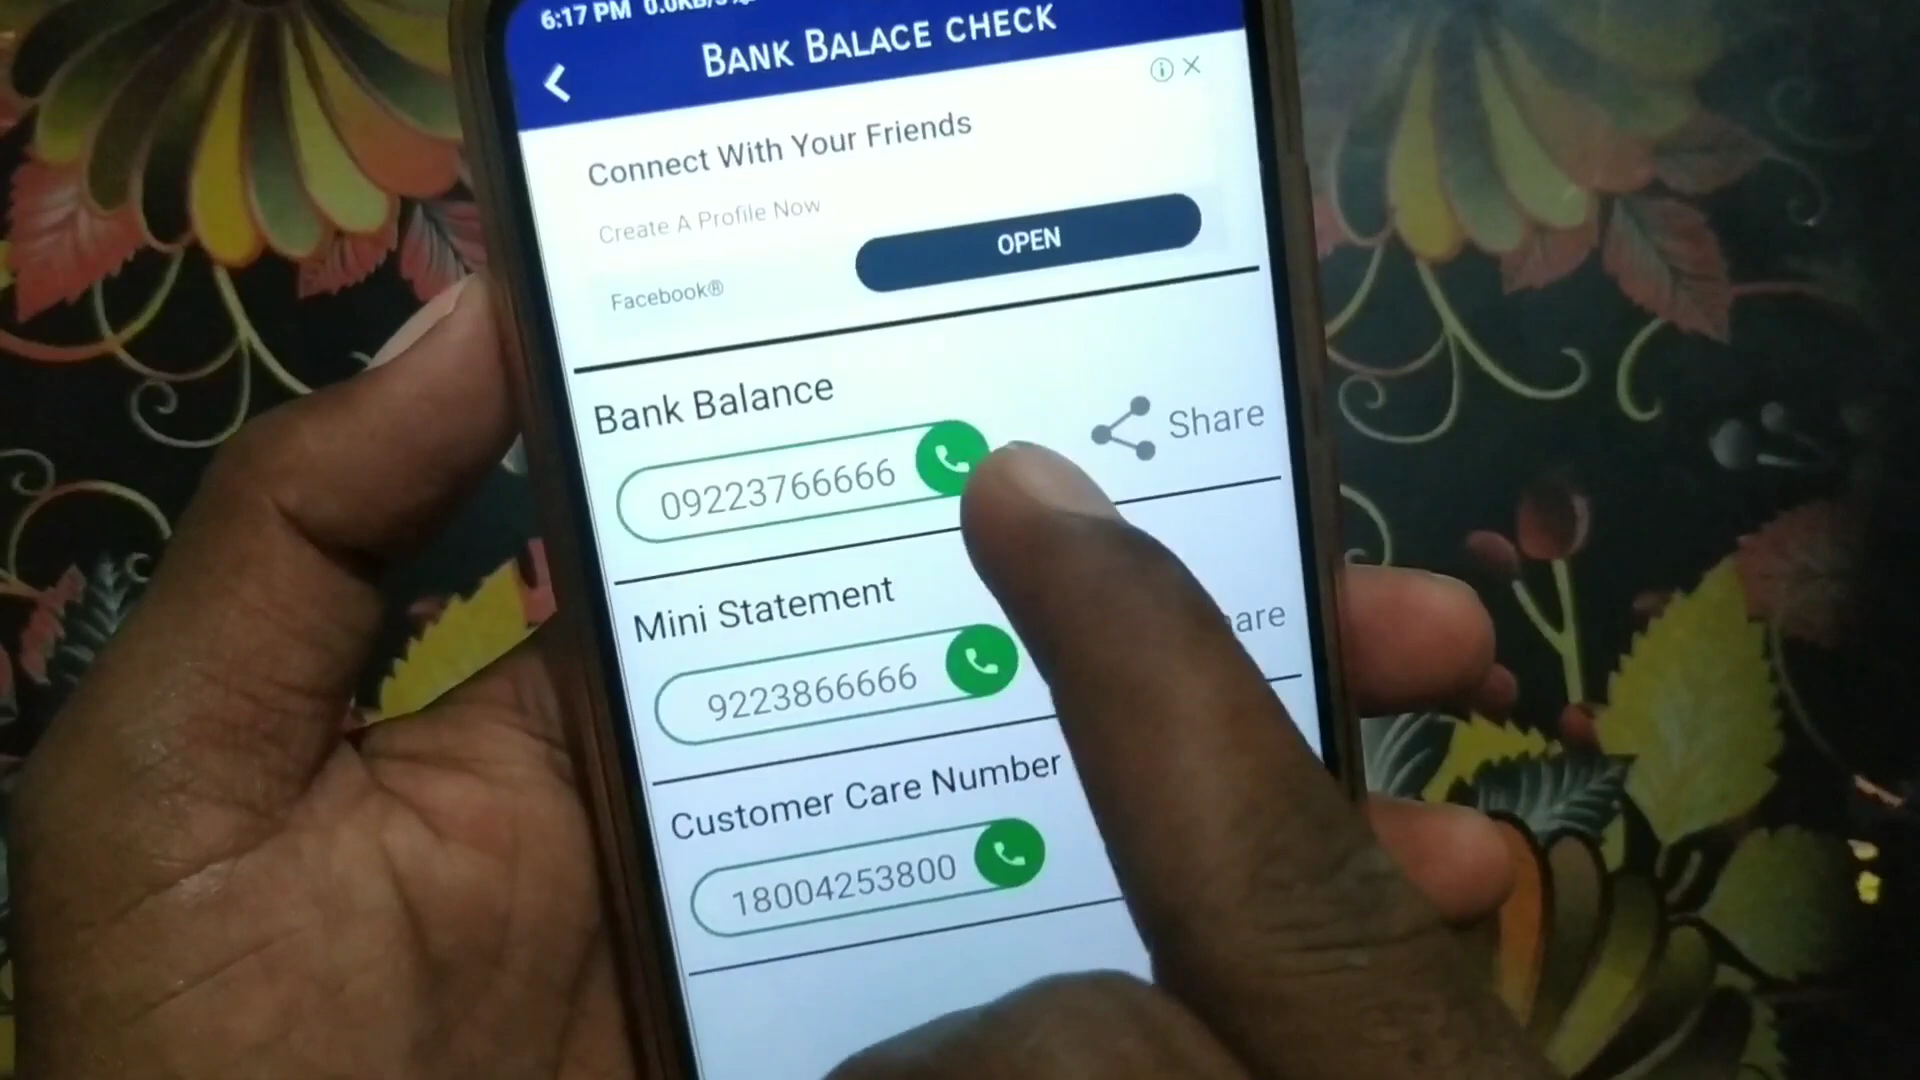 6:17 PM
BANK BALACE CHECK
Connect With Your Friends
Create A Profile Now
OPEN
Facebook®
Bank Balance
09223766666
Share
Mini Statement
9223866666
Customer Care Number
18004253800